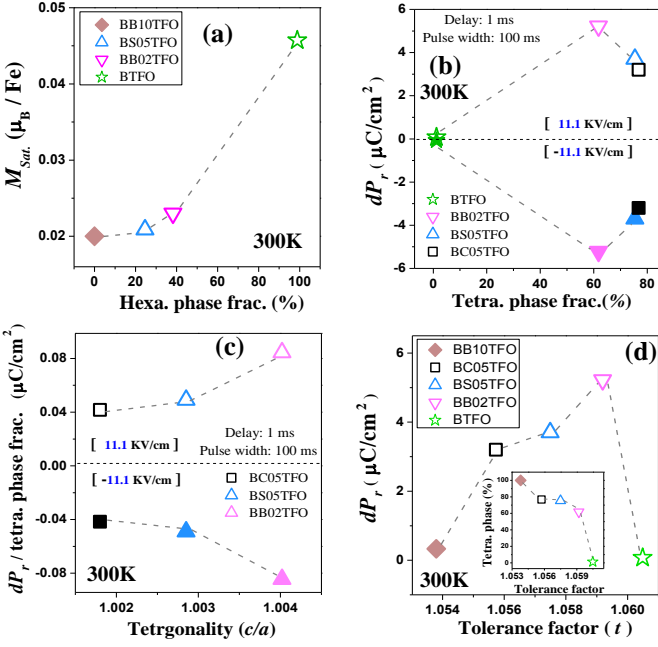 (a)
BB10TFO
BS05TFO
BB02TFO
BTFO
M_Sat. (μ_B / Fe)
0.05
0.04
0.03
0.02
300K
0 20 40 60 80 100
Hexa. phase frac. (%)
(b)
Delay: 1 ms
Pulse width: 100 ms
300K
[ 11.1 KV/cm ]
[ -11.1 KV/cm ]
BTFO
BB02TFO
BS05TFO
BC05TFO
dP_r ( μC/cm^2 )
6
4
2
0
-2
-4
-6
0 20 40 60 80 100
Tetra. phase frac.(%)
(c)
dP_r / tetra. phase frac. (μC/cm^2)
0.08
0.04
0.00
-0.04
-0.08
[ 11.1 KV/cm ]
[ -11.1 KV/cm ]
Delay: 1 ms
Pulse width: 100 ms
BC05TFO
BS05TFO
BB02TFO
300K
1.002 1.003 1.004
Tetrgonality (c/a)
(d)
BB10TFO
BC05TFO
BS05TFO
BB02TFO
BTFO
dP_r ( μC/cm^2 )
6
4
2
0
300K
Tetra. phase (%)
100
80
60
40
20
0
1.053 1.056 1.059
Tolerance factor
1.054 1.056 1.058 1.060
Tolerance factor ( t )